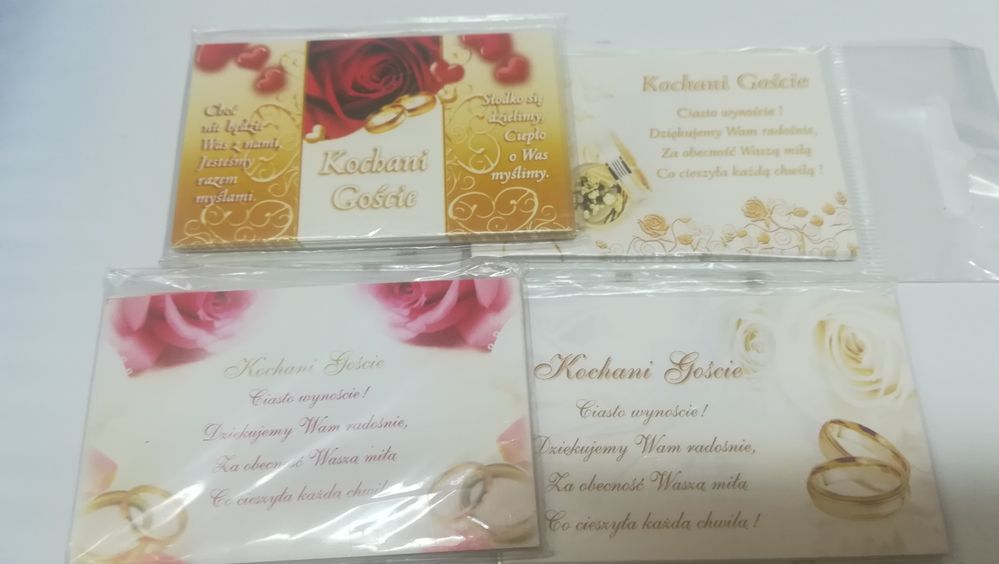 Choć
nie będzie
Was z nami,
Jesteśmy
razem
myślami.
Kochani
Goście
Słodko się
dzielimy,
Ciepło
o Was
myślimy.
Kochani Goście
Ciasto wynoście !
Dziękujemy Wam radośnie,
Za obecność Waszą miłą
Co cieszyła każdą chwilą !
Kochani Goście
Ciasto wynoście!
Dziękujemy Wam radośnie,
Za obecność Waszą miłą
Co cieszyła każdą chwilą
Kochani Goście
Ciasto wynoście!
Dziękujemy Wam radośnie,
Za obecność Waszą miłą
Co cieszyła każdą chwilą !